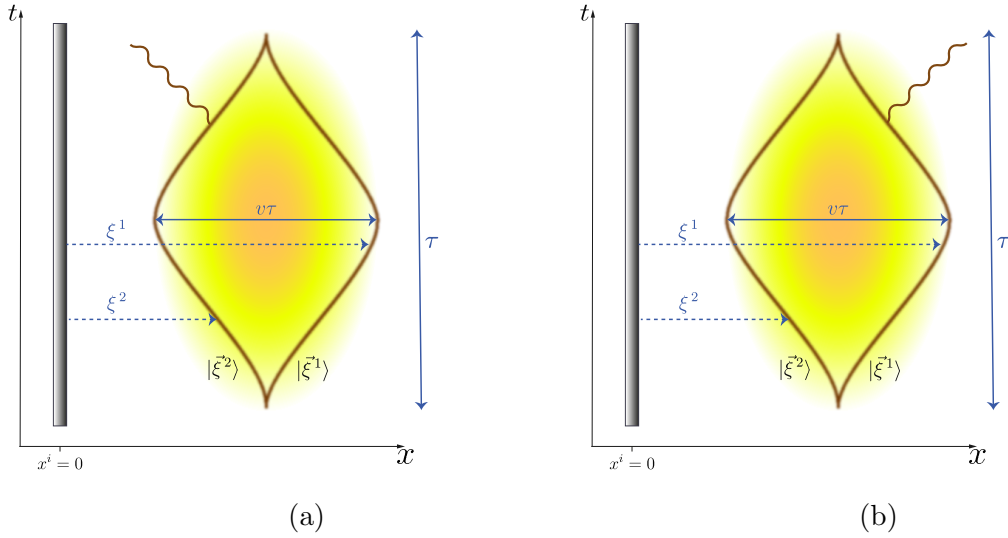 t
ξ¹
vτ
ξ²
τ
|ξ⃗²⟩
|ξ⃗¹⟩
xⁱ = 0
x
(a)
t
ξ¹
vτ
ξ²
τ
|ξ⃗²⟩
|ξ⃗¹⟩
xⁱ = 0
x
(b)